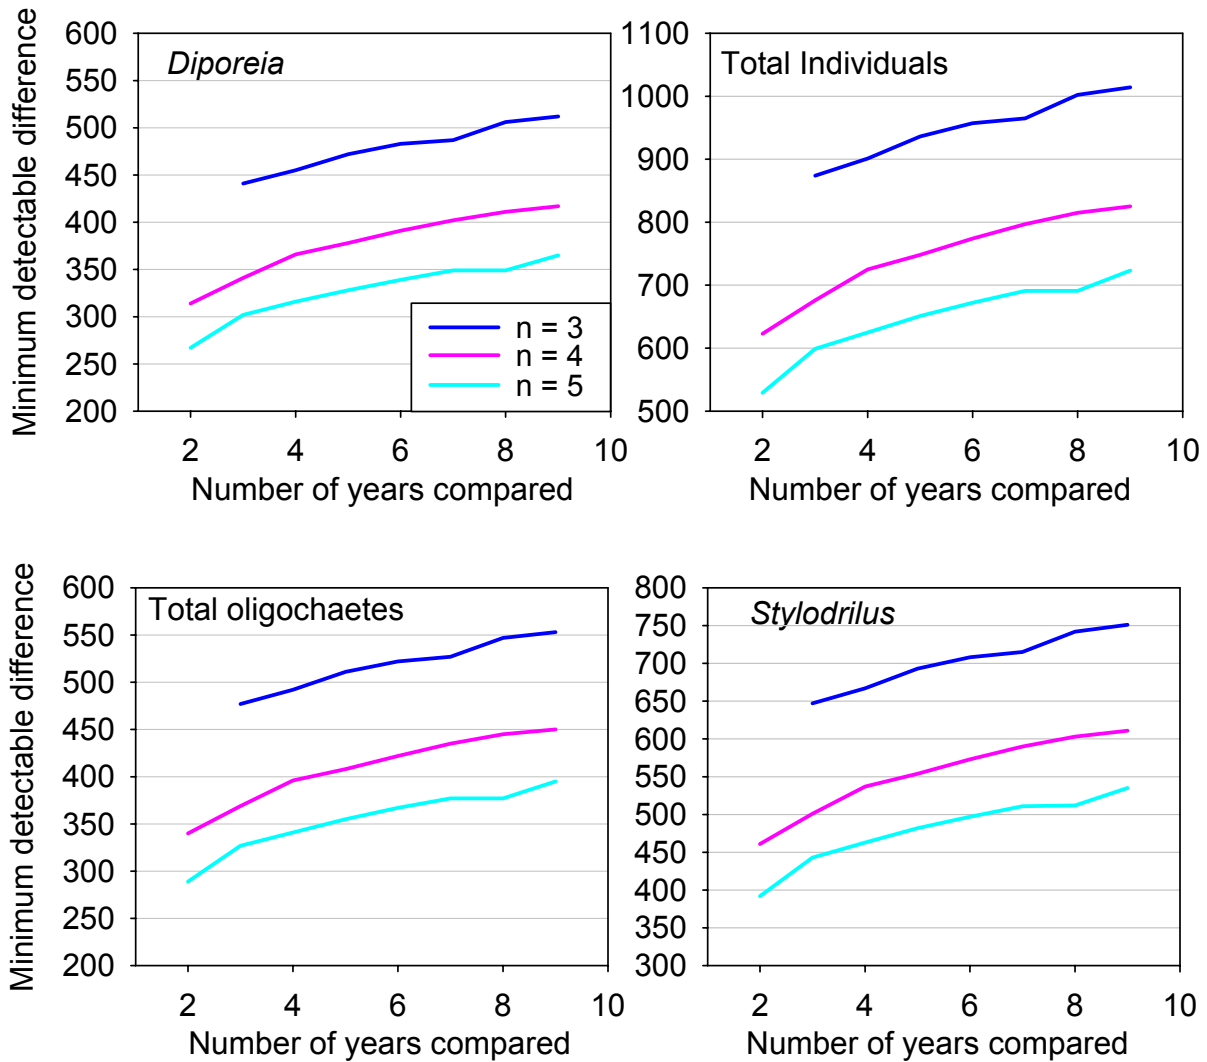 Minimum detectable difference
600
550
500
450
400
350
300
250
200
Diporeia
n = 3
n = 4
n = 5
2 4 6 8 10
Number of years compared
1100
1000
900
800
700
600
500
Total Individuals
2 4 6 8 10
Number of years compared
Minimum detectable difference
600
550
500
450
400
350
300
250
200
Total oligochaetes
2 4 6 8 10
Number of years compared
800
750
700
650
600
550
500
450
400
350
300
Stylodrilus
2 4 6 8 10
Number of years compared